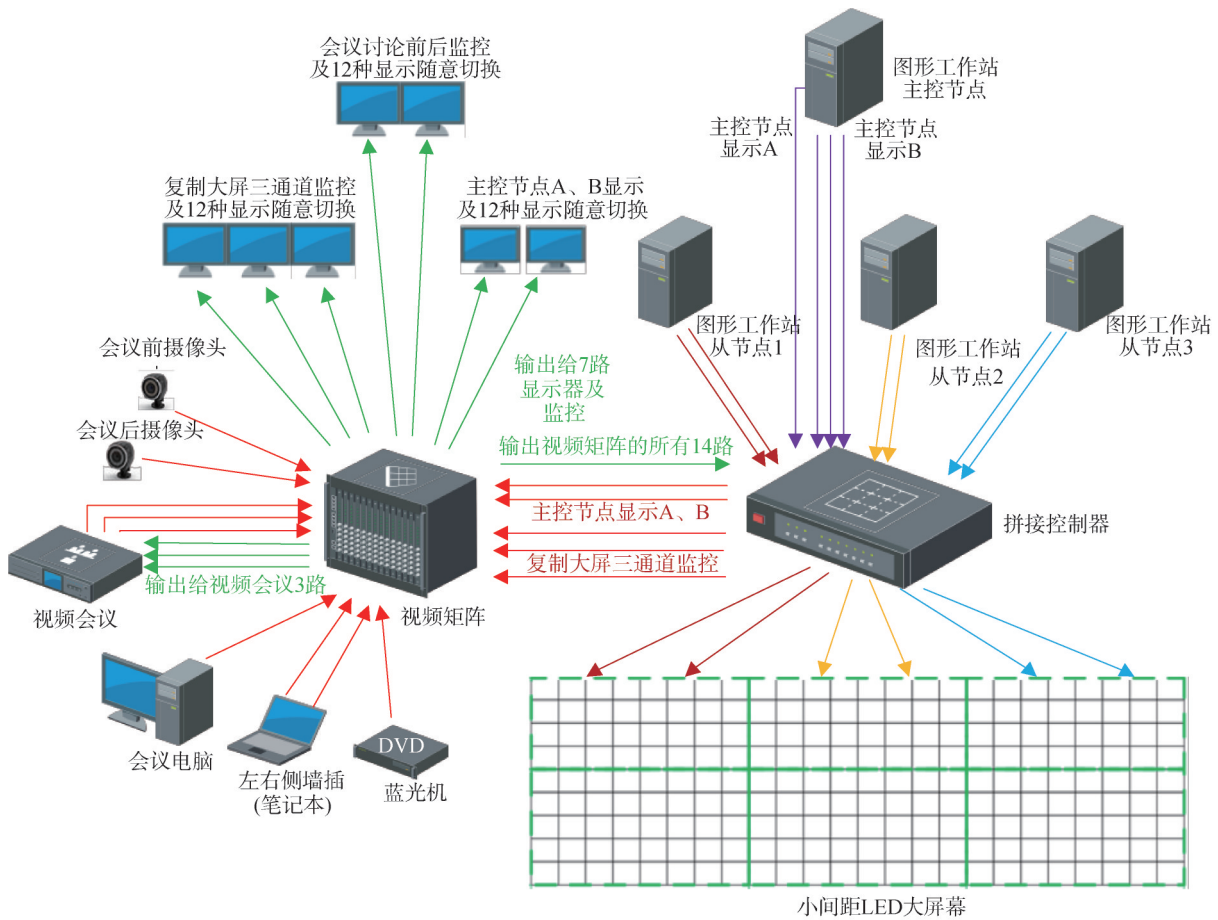 会议讨论前后监控
及12种显示随意切换
图形工作站
主控节点
主控节点
显示A
主控节点
显示B
复制大屏三通道监控
及12种显示随意切换
主控节点A、B显示
及12种显示随意切换
图形工作站
从节点1
图形工作站
从节点2
图形工作站
从节点3
会议前摄像头
会议后摄像头
输出给7路
显示器及
监控
输出视频矩阵的所有14路
主控节点显示A、B
复制大屏三通道监控
拼接控制器
输出给视频会议3路
视频会议
视频矩阵
会议电脑
左右侧墙插
(笔记本)
DVD
蓝光机
小间距LED大屏幕